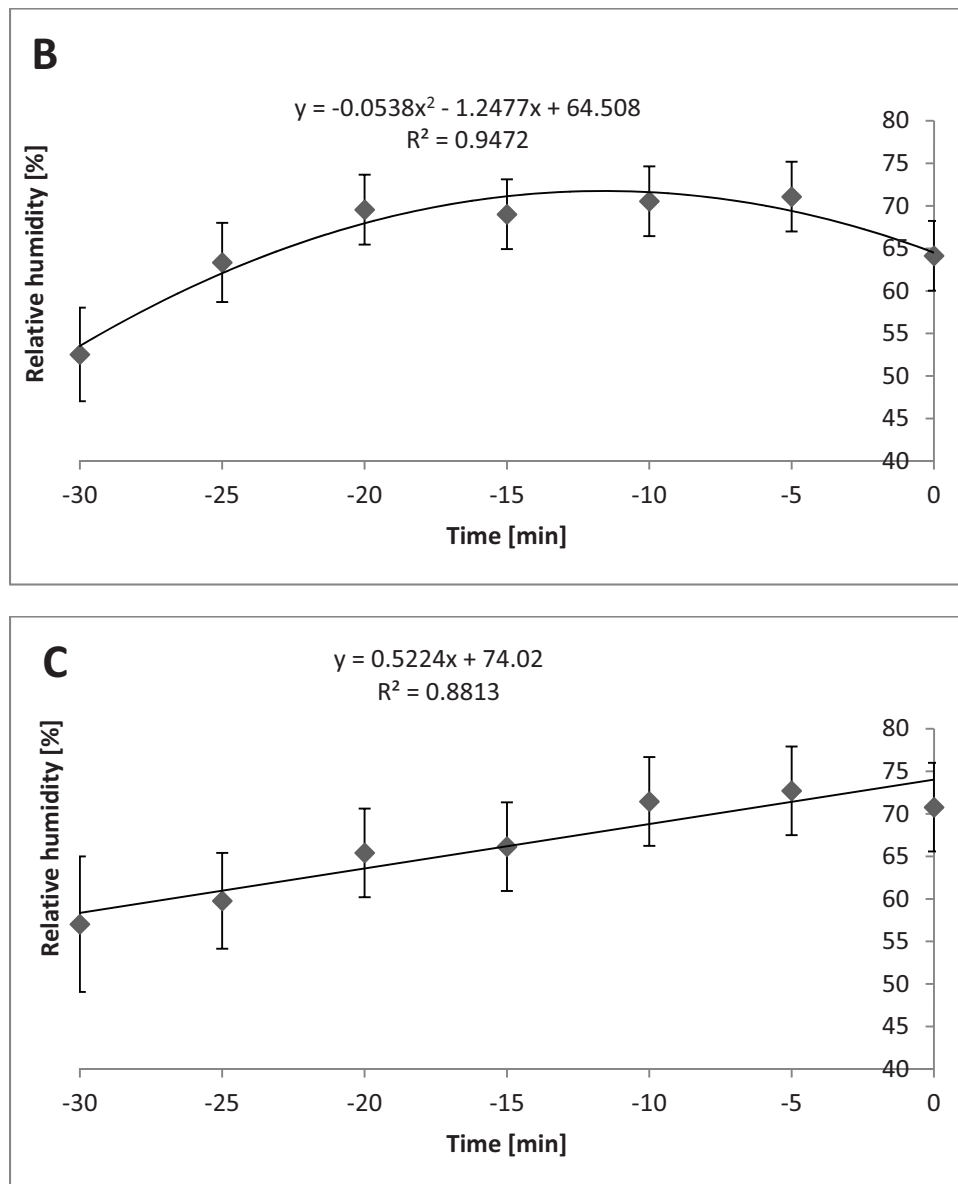 B
y = -0.0538x² - 1.2477x + 64.508
R² = 0.9472
Relative humidity [%]
80
75
70
65
60
55
50
45
40
-30 -25 -20 -15 -10 -5 0
Time [min]
C
y = 0.5224x + 74.02
R² = 0.8813
Relative humidity [%]
80
75
70
65
60
55
50
45
40
-30 -25 -20 -15 -10 -5 0
Time [min]